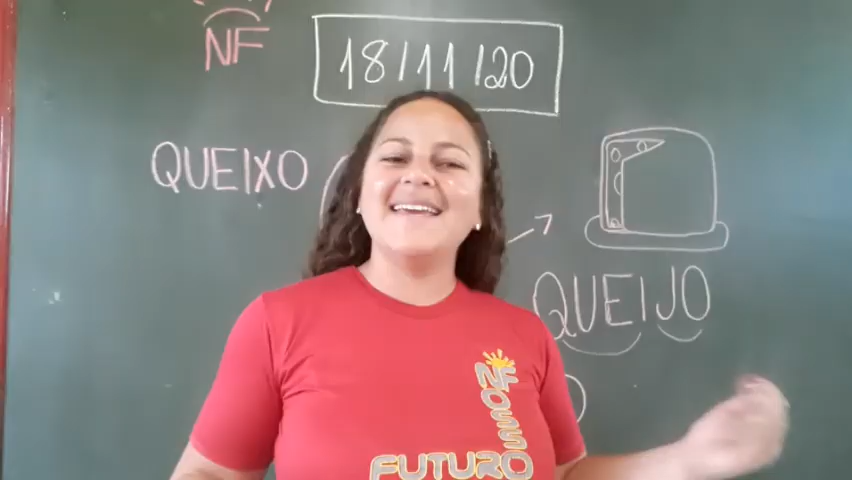 NF
18/11/20
QUEIXO
QUEIJO
NF
NOSSO
FUTURO